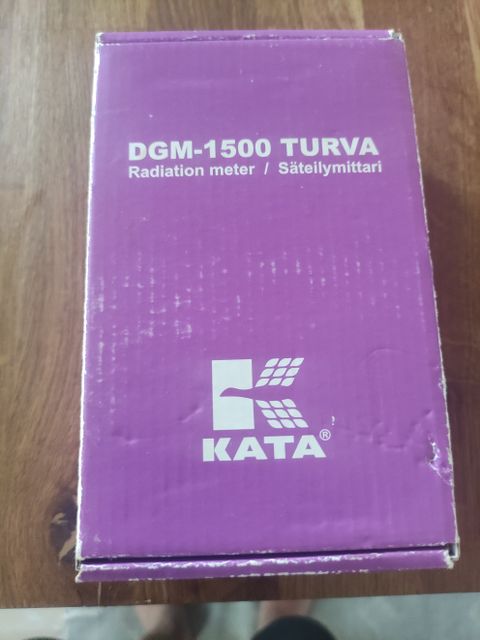 DGM-1500 TURVA
Radiation meter / Säteilymittari
KATA®